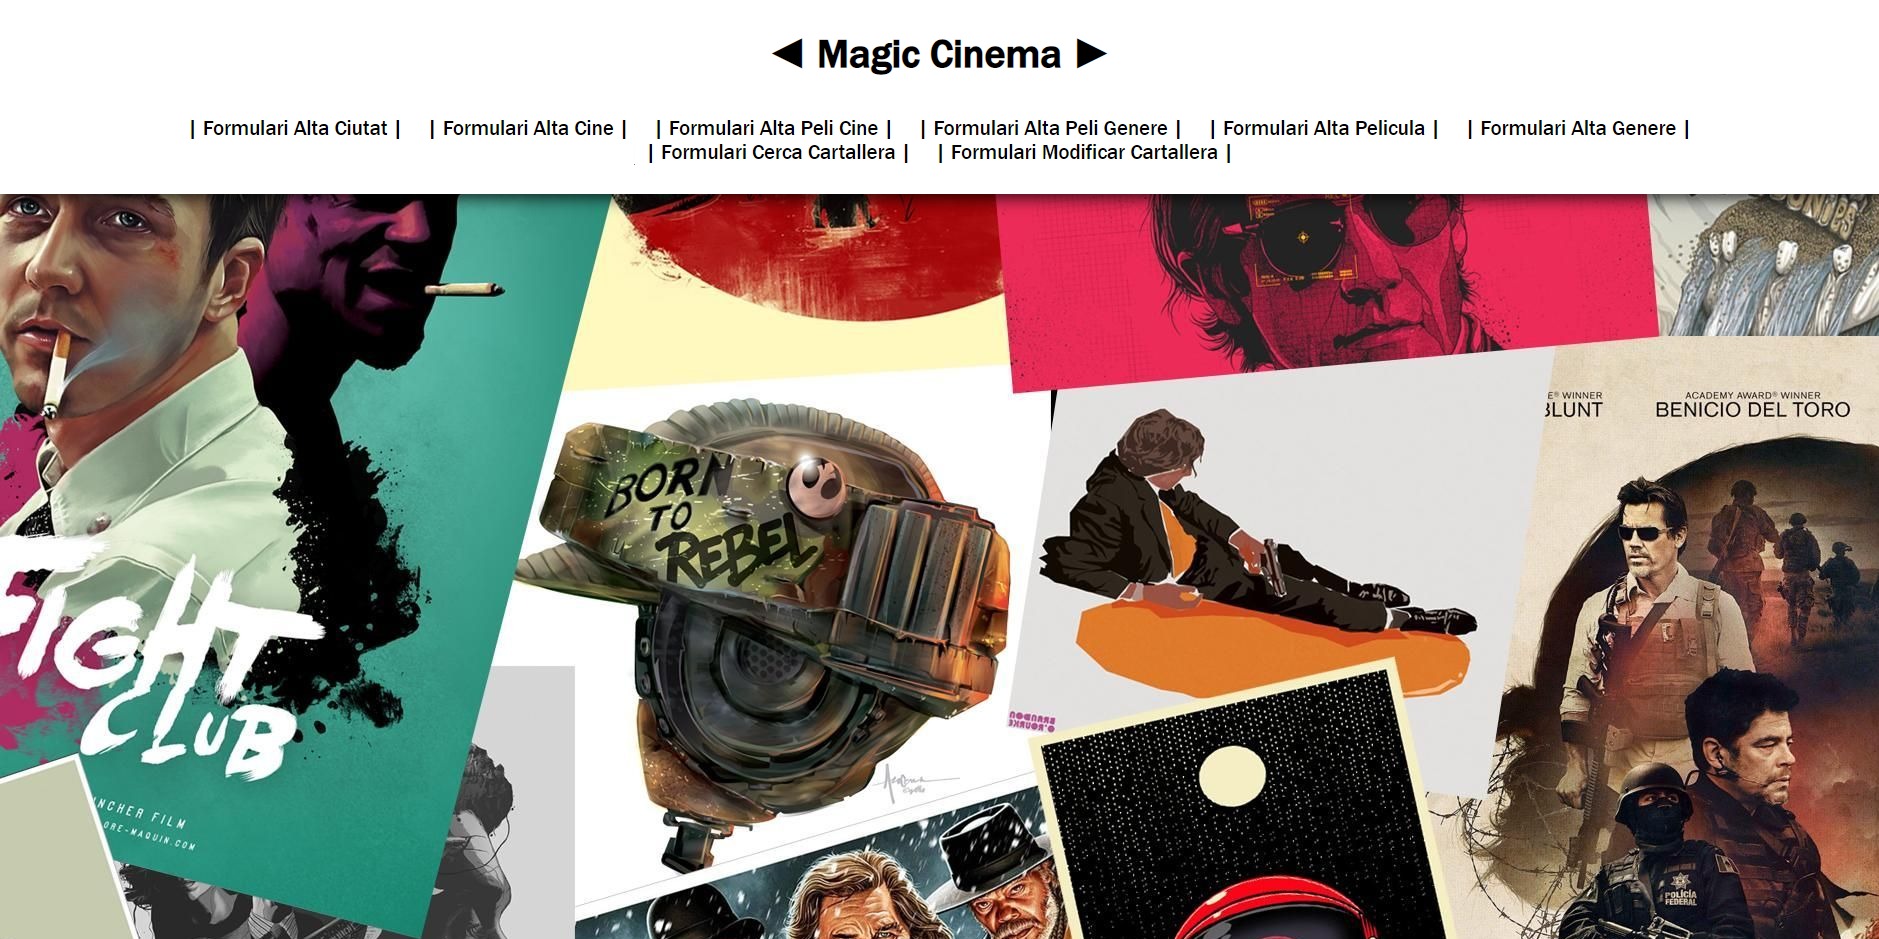 ◄ Magic Cinema ►
| Formulari Alta Ciutat | | Formulari Alta Cine | | Formulari Alta Peli Cine | | Formulari Alta Peli Genere | | Formulari Alta Pelicula | | Formulari Alta Genere |
| Formulari Cerca Cartallera | | Formulari Modificar Cartallera |
E® WINNER
BLUNT
ACADEMY AWARD® WINNER
BENICIO DEL TORO
BORN
TO
REBEL
FIGHT
CLUB
NCHER FILM
ORE-MAQUIN.COM
BRANDON
O'ROURKE
POLICÍA
FEDERAL